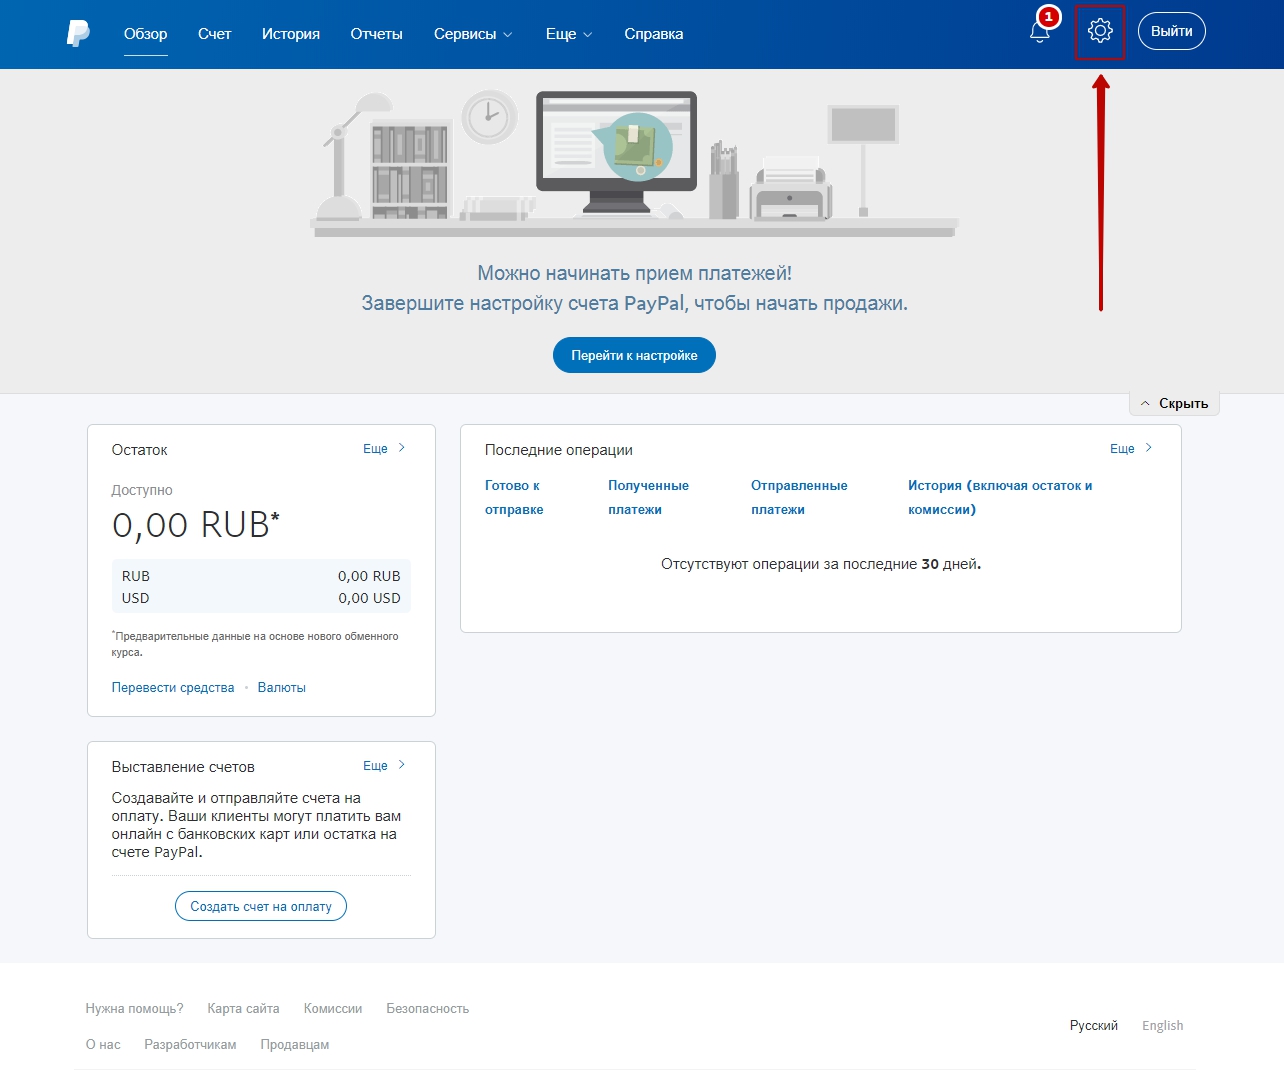 Обзор Счет История Отчеты Сервисы Еще Справка 1 Выйти
Можно начинать прием платежей!
Завершите настройку счета PayPal, чтобы начать продажи.
Перейти к настройке
Скрыть
Остаток Еще
Доступно
0,00 RUB*
RUB 0,00 RUB
USD 0,00 USD
*Предварительные данные на основе нового обменного
курса.
Перевести средства · Валюты
Последние операции Еще
Готово к отправке
Полученные платежи
Отправленные платежи
История (включая остаток и комиссии)
Отсутствуют операции за последние 30 дней.
Выставление счетов Еще
Создавайте и отправляйте счета на
оплату. Ваши клиенты могут платить вам
онлайн с банковских карт или остатка на
счете PayPal.
Создать счет на оплату
Нужна помощь? Карта сайта Комиссии Безопасность
О нас Разработчикам Продавцам
Русский English